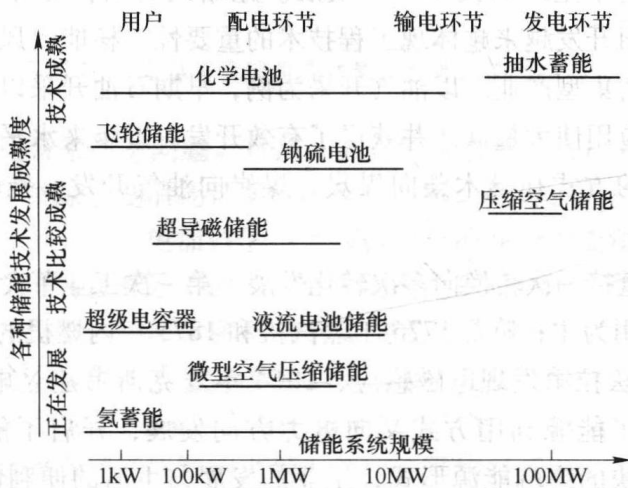 用户 配电环节 输电环节 发电环节
各种储能技术发展成熟度
技术成熟
技术比较成熟
正在发展
抽水蓄能
化学电池
飞轮储能
钠硫电池
压缩空气储能
超导磁储能
超级电容器
液流电池储能
微型空气压缩储能
氢蓄能
储能系统规模
1kW 100kW 1MW 10MW 100MW